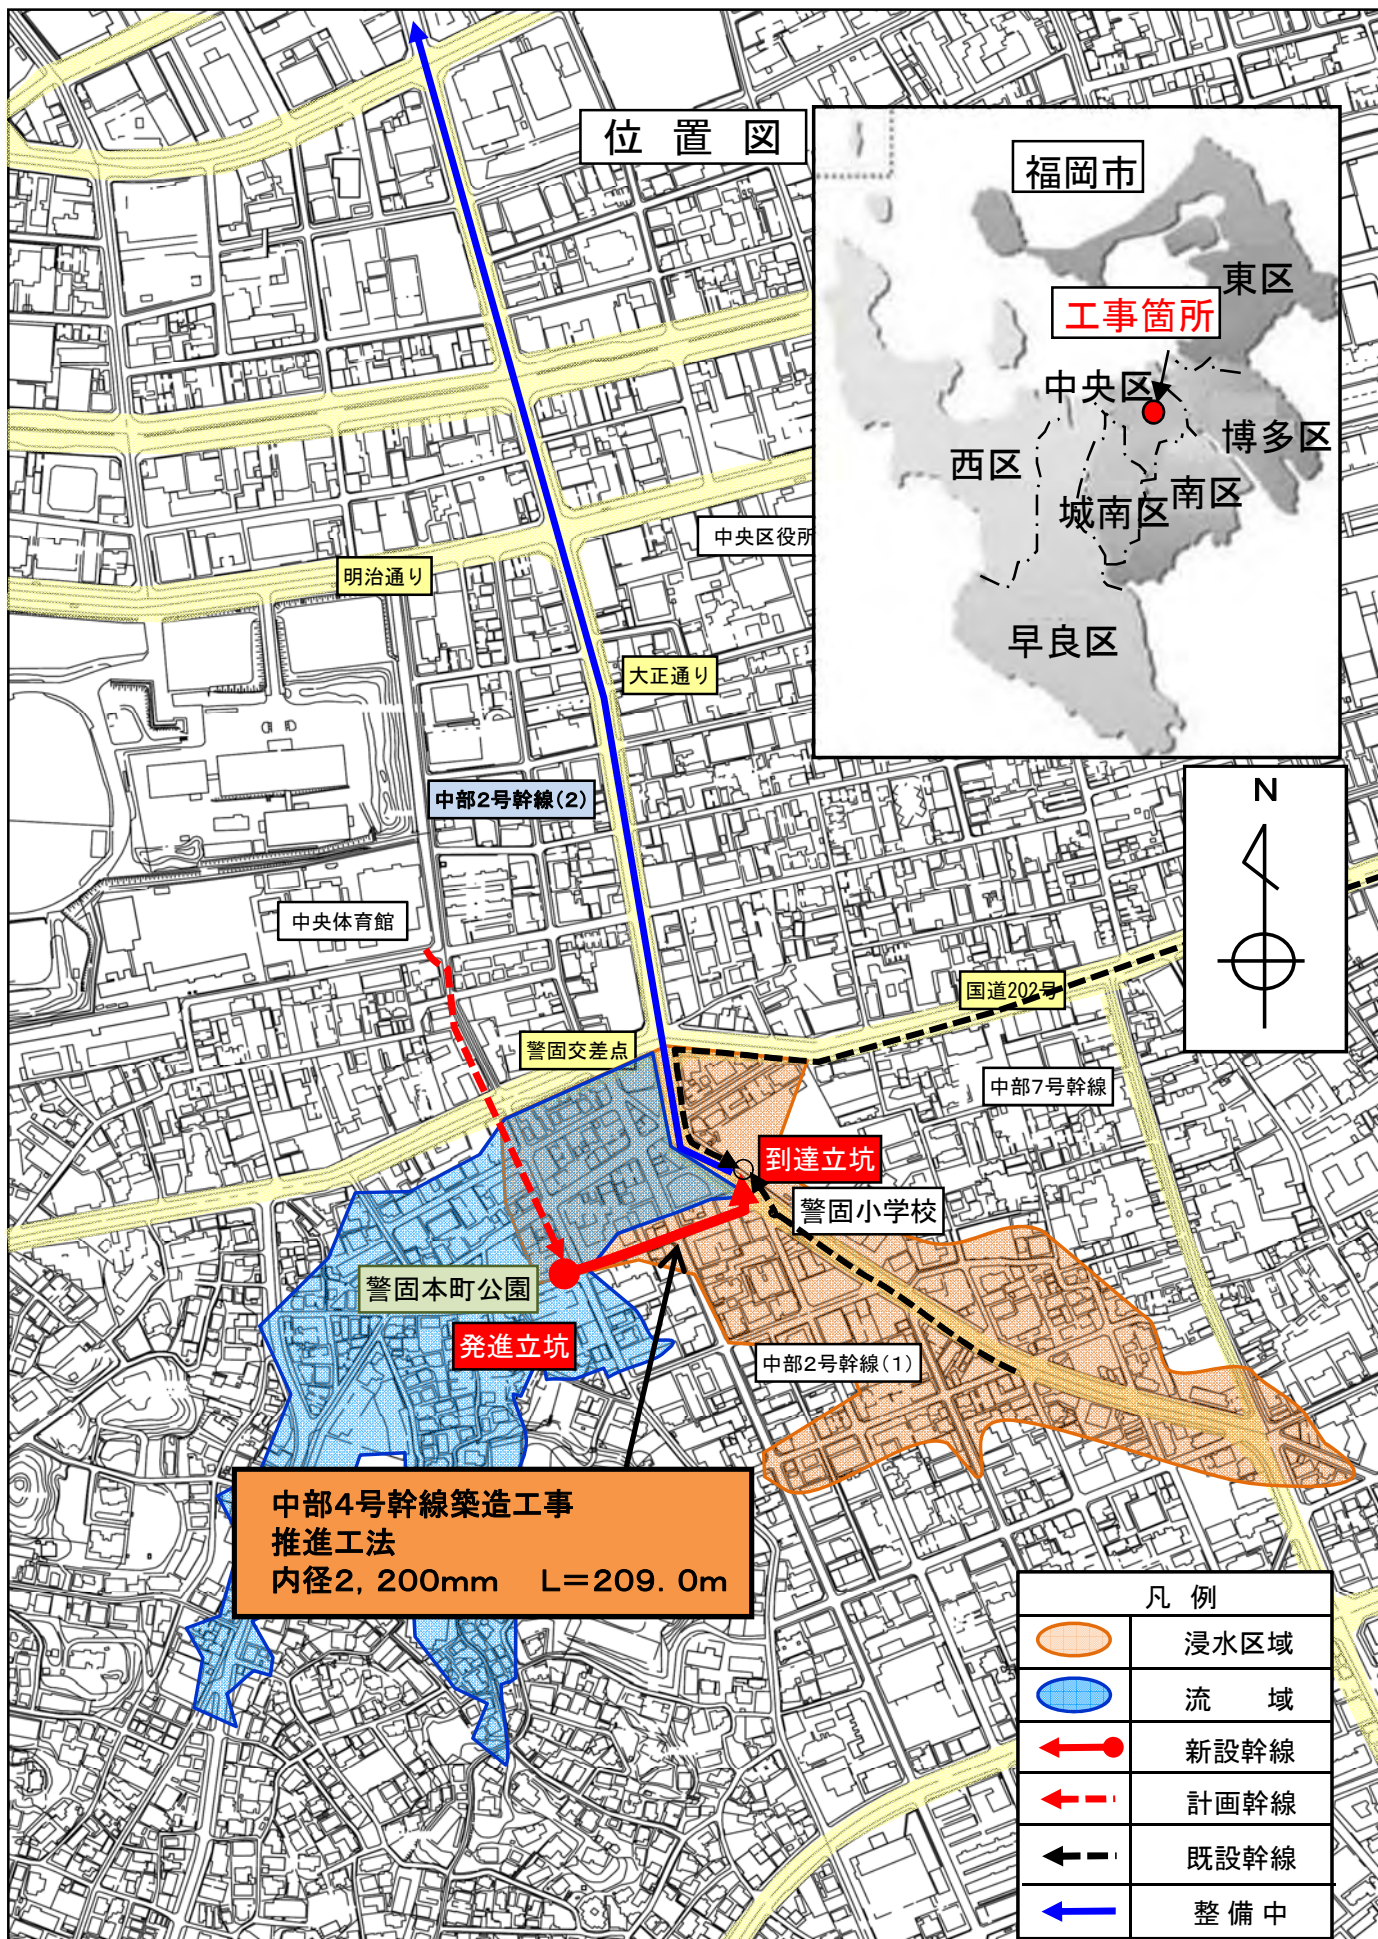 位置図
福岡市
東区
工事箇所
中央区
博多区
西区
南区
城南区
早良区
中央区役所
明治通り
大正通り
中部2号幹線(2)
N
中央体育館
国道202号
警固交差点
中部7号幹線
到達立坑
警固小学校
警固本町公園
発進立坑
中部2号幹線(1)
中部4号幹線築造工事
推進工法
内径2,200mm L=209.0m
凡例
浸水区域
流域
新設幹線
計画幹線
既設幹線
整備中